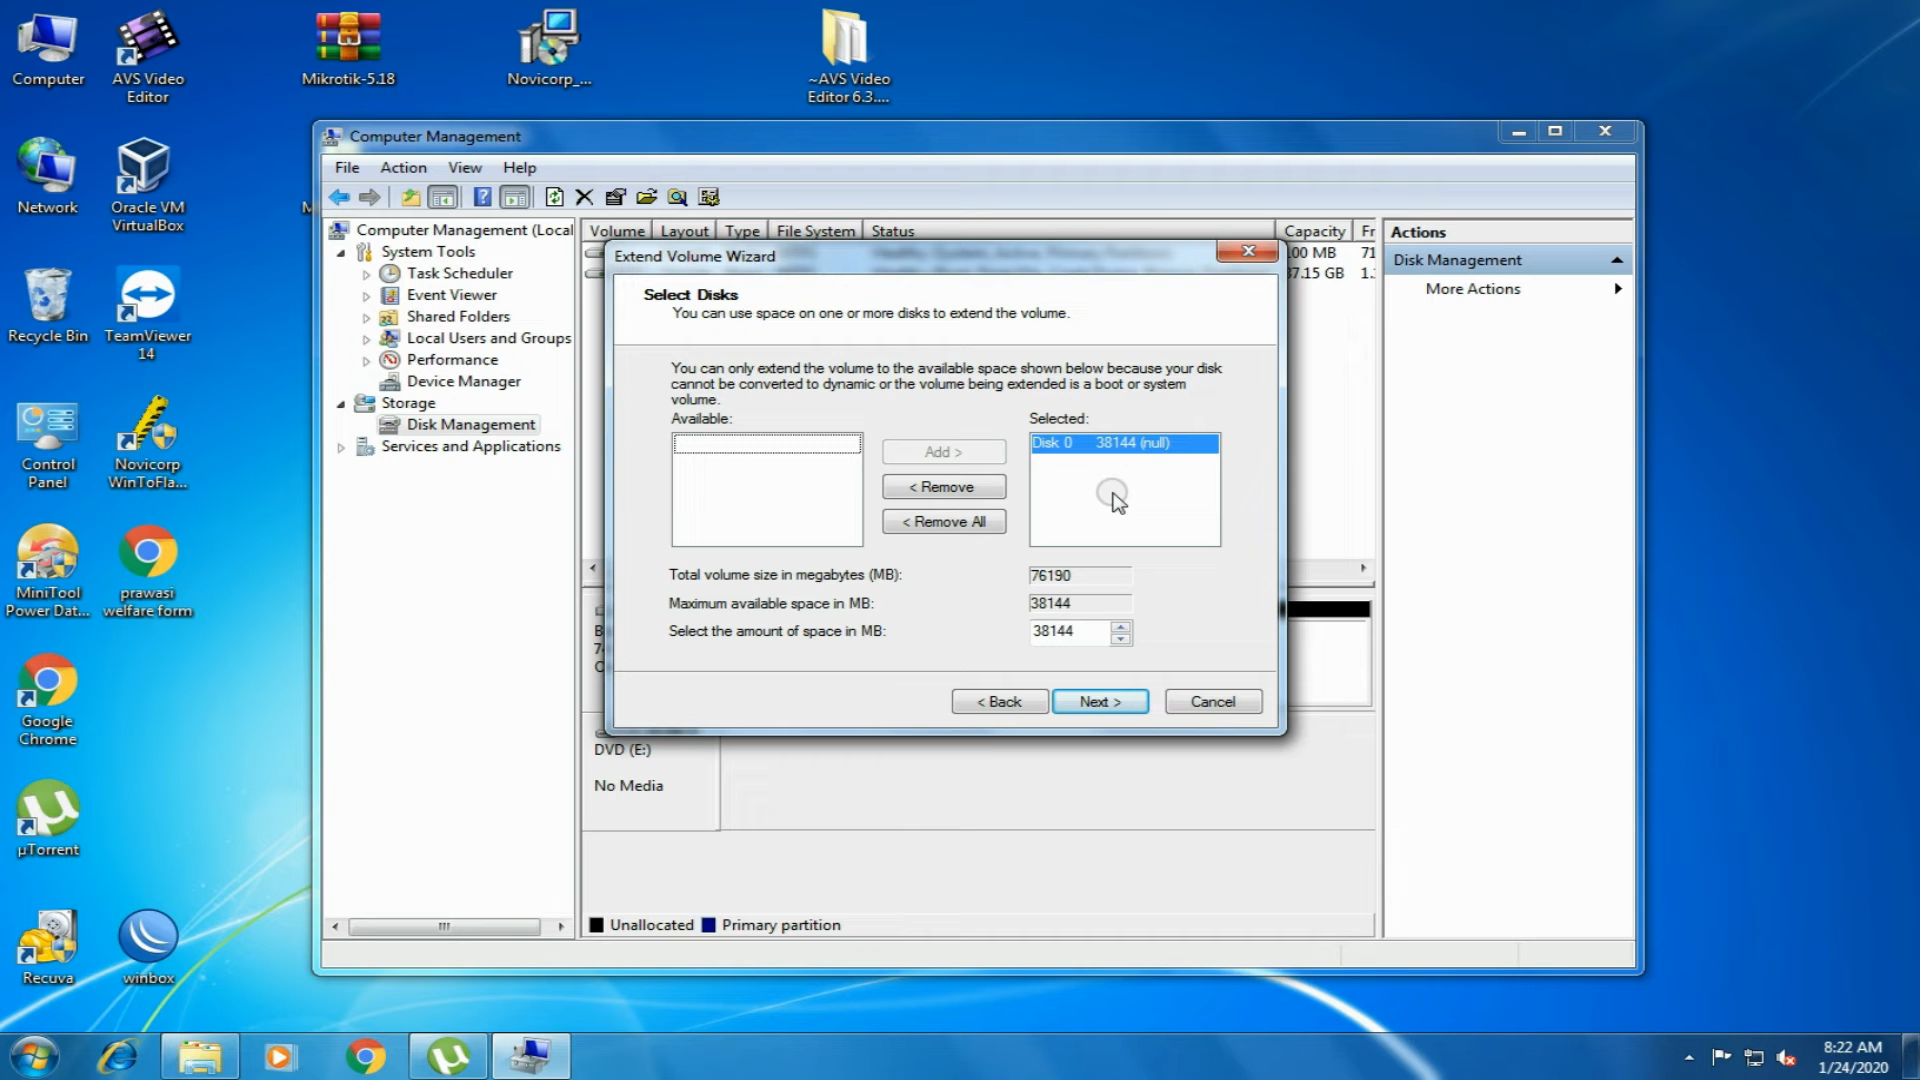 Computer
AVS Video
Editor
Mikrotik-5.18
Novicorp_...
~AVS Video
Editor 6.3....
Network
Oracle VM
VirtualBox
Recycle Bin
TeamViewer
14
Control
Panel
Novicorp
WinToFla...
MiniTool
Power Dat...
prawasi
welfare form
Google
Chrome
µTorrent
Recuva
winbox
Computer Management
File Action View Help
Computer Management (Local
System Tools
Task Scheduler
Event Viewer
Shared Folders
Local Users and Groups
Performance
Device Manager
Storage
Disk Management
Services and Applications
Volume Layout Type File System Status Capacity Fr
100 MB 71
37.15 GB 1.
Actions
Disk Management
More Actions
Extend Volume Wizard
Select Disks
You can use space on one or more disks to extend the volume.
You can only extend the volume to the available space shown below because your disk
cannot be converted to dynamic or the volume being extended is a boot or system
volume.
Available:
Selected:
Disk 0 38144 (null)
Add >
< Remove
< Remove All
Total volume size in megabytes (MB): 76190
Maximum available space in MB: 38144
Select the amount of space in MB: 38144
< Back Next > Cancel
DVD (E:)
No Media
Unallocated Primary partition
8:22 AM
1/24/2020